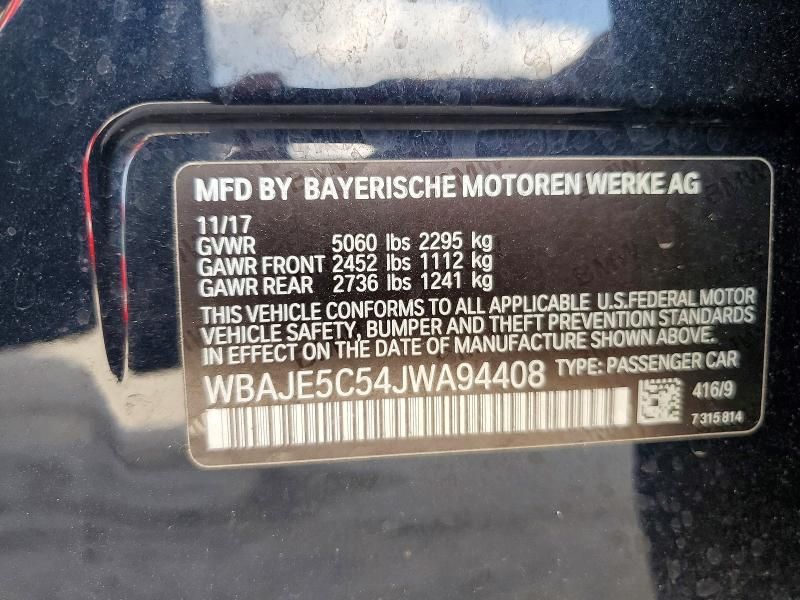 MFD BY BAYERISCHE MOTOREN WERKE AG
11/17
GVWR 5060 lbs 2295 kg
GAWR FRONT 2452 lbs 1112 kg
GAWR REAR 2736 lbs 1241 kg
THIS VEHICLE CONFORMS TO ALL APPLICABLE U.S.FEDERAL MOTOR
VEHICLE SAFETY, BUMPER AND THEFT PREVENTION STANDARDS
IN EFFECT ON THE DATE OF MANUFACTURE SHOWN ABOVE.
WBAJE5C54JWA94408 TYPE: PASSENGER CAR
416/9
7 315 814